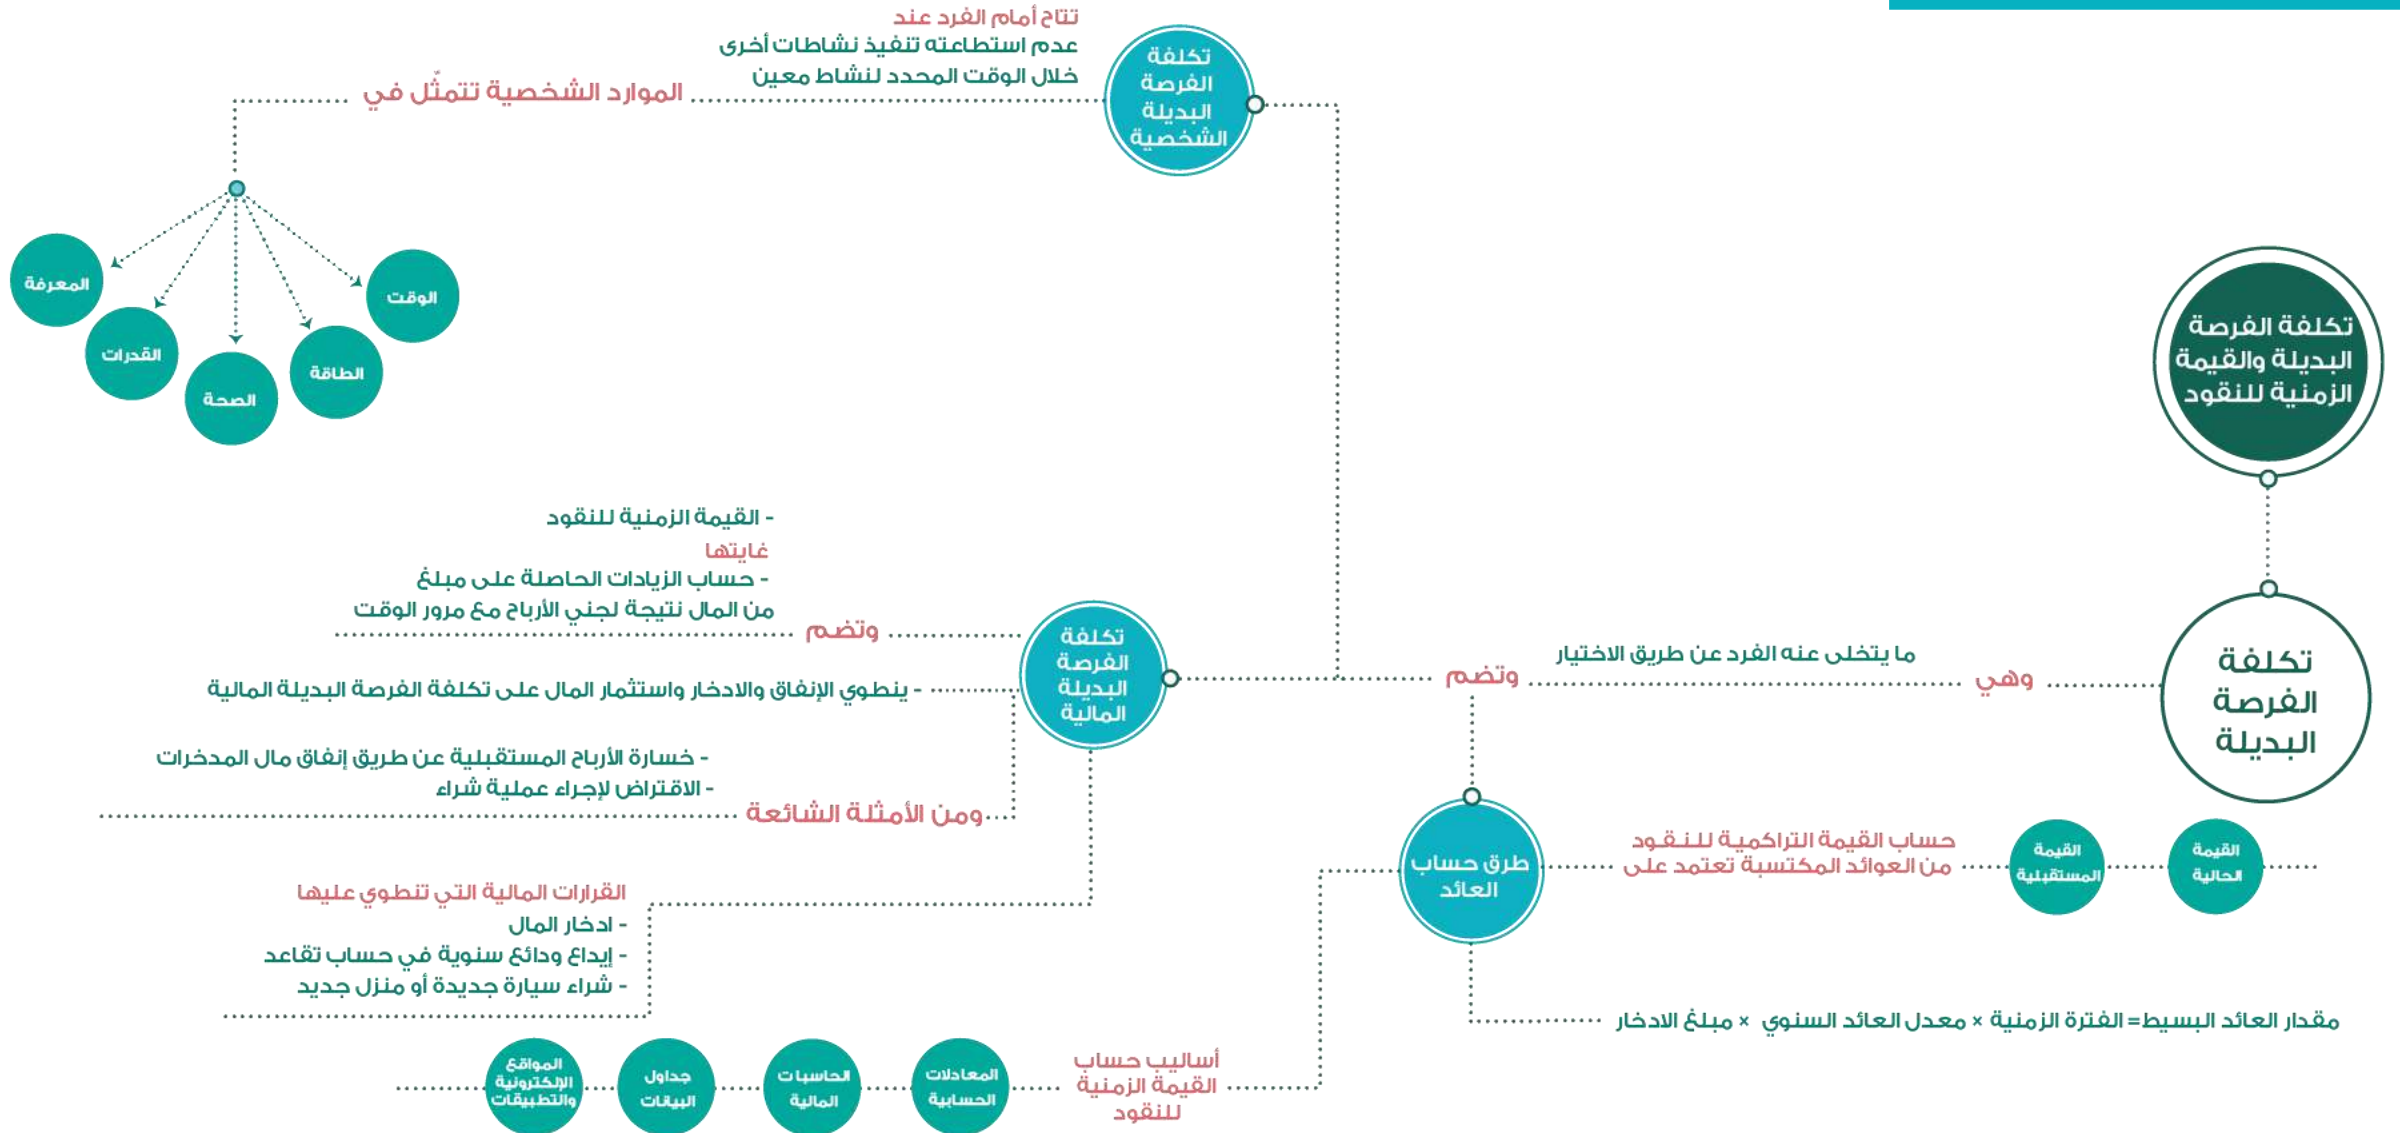 تكلفة الفرصة
البديلة والقيمة
الزمنية للنقود
تكلفة
الفرصة
البديلة
وهي
ما يتخلى عنه الفرد عن طريق الاختيار
وتضم
تكلفة
الفرصة
البديلة
الشخصية
تتاح أمام الفرد عند
عدم استطاعته تنفيذ نشاطات أخرى
خلال الوقت المحدد لنشاط معين
الموارد الشخصية تتمثّل في
الوقت
الطاقة
الصحة
القدرات
المعرفة
تكلفة
الفرصة
البديلة
المالية
وتضم
- القيمة الزمنية للنقود
غايتها
- حساب الزيادات الحاصلة على مبلغ
من المال نتيجة لجني الأرباح مع مرور الوقت
- ينطوي الإنفاق والادخار واستثمار المال على تكلفة الفرصة البديلة المالية
ومن الأمثلة الشائعة
- خسارة الأرباح المستقبلية عن طريق إنفاق مال المدخرات
- الاقتراض لإجراء عملية شراء
القرارات المالية التي تنطوي عليها
- ادخار المال
- إيداع ودائع سنوية في حساب تقاعد
- شراء سيارة جديدة أو منزل جديد
طرق حساب
العائد
حساب القيمة التراكمية للنقود
من العوائد المكتسبة تعتمد على
القيمة
الحالية
القيمة
المستقبلية
مقدار العائد البسيط= الفترة الزمنية × معدل العائد السنوي × مبلغ الادخار
أساليب حساب
القيمة الزمنية
للنقود
المعادلات
الحسابية
الحاسبات
المالية
جداول
البيانات
المواقع
الإلكترونية
والتطبيقات